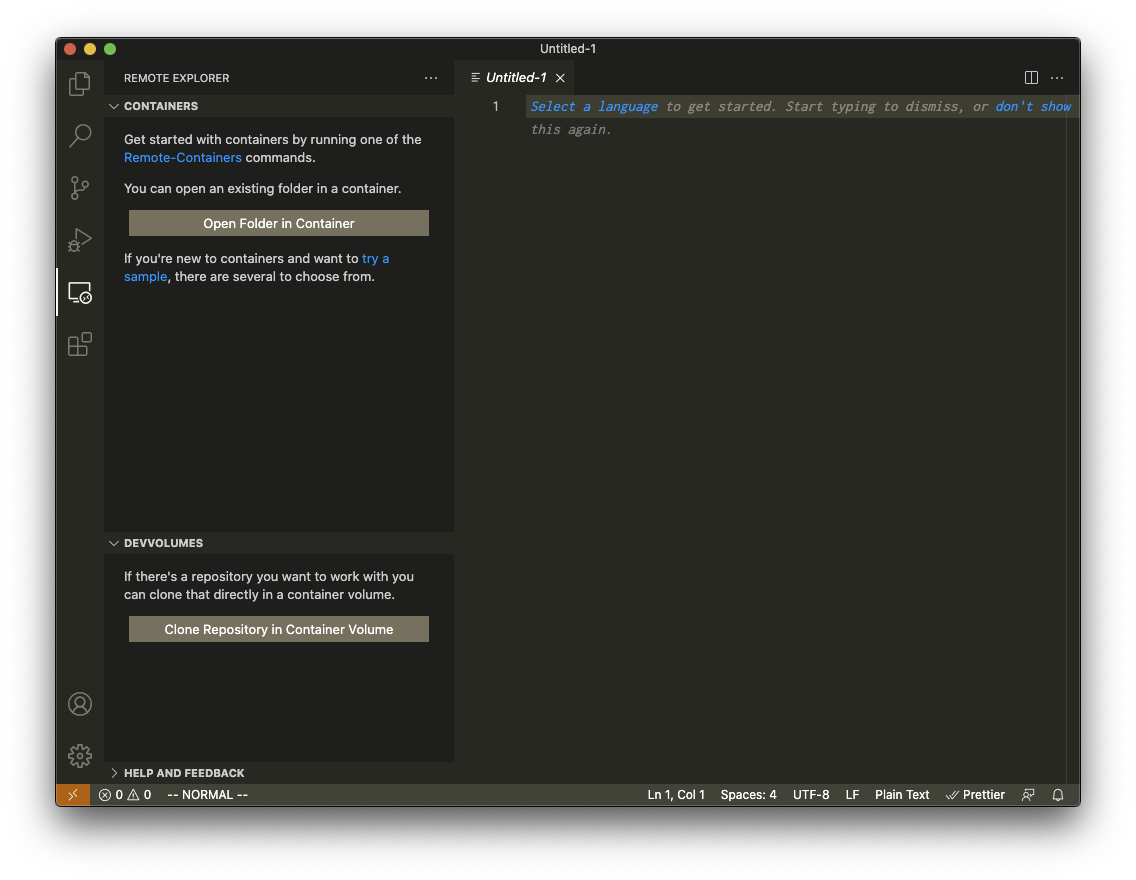 Untitled-1
REMOTE EXPLORER
CONTAINERS
Get started with containers by running one of the
Remote-Containers commands.
You can open an existing folder in a container.
Open Folder in Container
If you're new to containers and want to try a
sample, there are several to choose from.
DEVVOLUMES
If there's a repository you want to work with you
can clone that directly in a container volume.
Clone Repository in Container Volume
HELP AND FEEDBACK
Untitled-1
1 Select a language to get started. Start typing to dismiss, or don't show
this again.
0 0 -- NORMAL -- Ln 1, Col 1 Spaces: 4 UTF-8 LF Plain Text Prettier